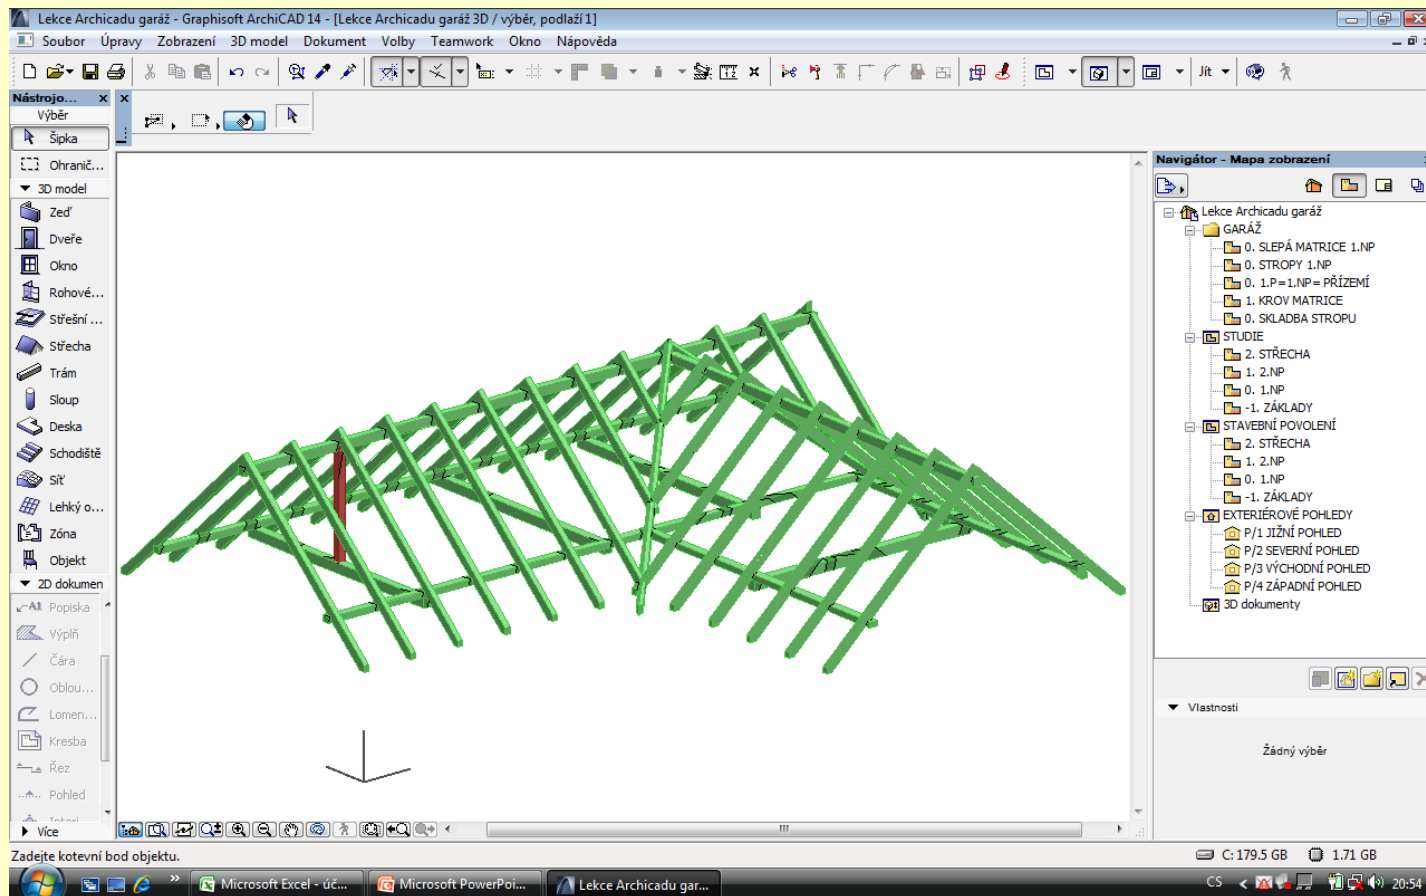 Lekce Archicadu garáž - Graphisoft ArchiCAD 14 - [Lekce Archicadu garáž 3D / výběr, podlaží 1]
Soubor Úpravy Zobrazení 3D model Dokument Volby Teamwork Okno Nápověda
Jít
Nástrojo...
Výběr
Šipka
Ohranič...
3D model
Zeď
Dveře
Okno
Rohové...
Střešní ...
Střecha
Trám
Sloup
Deska
Schodiště
Síť
Lehký o...
Zóna
Objekt
2D dokumen
A1 Popiska
Výplň
Čára
Oblou...
Lomen...
Kresba
Řez
Pohled
Interi
Více
Navigátor - Mapa zobrazení
Lekce Archicadu garáž
GARÁŽ
0. SLEPÁ MATRICE 1.NP
0. STROPY 1.NP
0. 1.P=1.NP= PŘÍZEMÍ
1. KROV MATRICE
0. SKLADBA STROPU
STUDIE
2. STŘECHA
1. 2.NP
0. 1.NP
-1. ZÁKLADY
STAVEBNÍ POVOLENÍ
2. STŘECHA
1. 2.NP
0. 1.NP
-1. ZÁKLADY
EXTERIÉROVÉ POHLEDY
P/1 JIŽNÍ POHLED
P/2 SEVERNÍ POHLED
P/3 VÝCHODNÍ POHLED
P/4 ZÁPADNÍ POHLED
3D dokumenty
Vlastnosti
Žádný výběr
Zadejte kotevní bod objektu.
C: 179.5 GB 1.71 GB
Microsoft Excel - úč... Microsoft PowerPoi... Lekce Archicadu gar...
CS 20:54